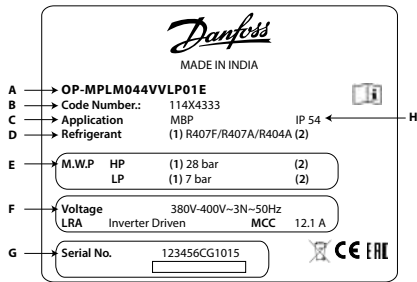 Danfoss
MADE IN INDIA
A OP-MPLM044VVLP01E
B Code Number.: 114X4333
C Application MBP IP 54 H
D Refrigerant (1) R407F/R407A/R404A (2)
E M.W.P HP (1) 28 bar (2)
LP (1) 7 bar (2)
F Voltage 380V-400V~3N~50Hz
LRA Inverter Driven MCC 12.1 A
G Serial No. 123456CG1015
CE EAC